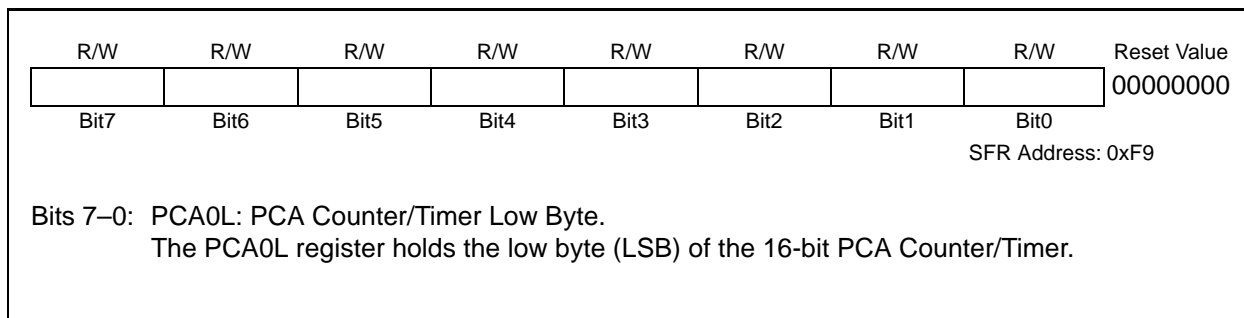 R/W R/W R/W R/W R/W R/W R/W R/W Reset Value
00000000
Bit7 Bit6 Bit5 Bit4 Bit3 Bit2 Bit1 Bit0
SFR Address: 0xF9
Bits 7–0: PCA0L: PCA Counter/Timer Low Byte.
The PCA0L register holds the low byte (LSB) of the 16-bit PCA Counter/Timer.